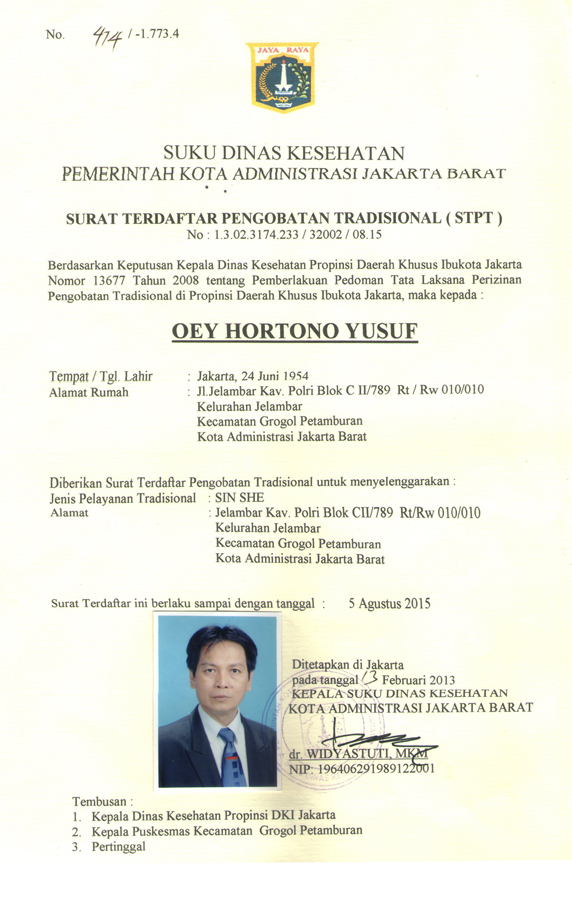 No. 474 / -1.773.4
JAYA RAYA
SUKU DINAS KESEHATAN
PEMERINTAH KOTA ADMINISTRASI JAKARTA BARAT
SURAT TERDAFTAR PENGOBATAN TRADISIONAL ( STPT )
No : 1.3.02.3174.233 / 32002 / 08.15
Berdasarkan Keputusan Kepala Dinas Kesehatan Propinsi Daerah Khusus Ibukota Jakarta
Nomor 13677 Tahun 2008 tentang Pemberlakuan Pedoman Tata Laksana Perizinan
Pengobatan Tradisional di Propinsi Daerah Khusus Ibukota Jakarta, maka kepada :
OEY HORTONO YUSUF
Tempat / Tgl. Lahir : Jakarta, 24 Juni 1954
Alamat Rumah : Jl.Jelambar Kav. Polri Blok C II/789 Rt / Rw 010/010
Kelurahan Jelambar
Kecamatan Grogol Petamburan
Kota Administrasi Jakarta Barat
Diberikan Surat Terdaftar Pengobatan Tradisional untuk menyelenggarakan :
Jenis Pelayanan Tradisional : SIN SHE
Alamat : Jelambar Kav. Polri Blok CII/789 Rt/Rw 010/010
Kelurahan Jelambar
Kecamatan Grogol Petamburan
Kota Administrasi Jakarta Barat
Surat Terdaftar ini berlaku sampai dengan tanggal : 5 Agustus 2015
Ditetapkan di Jakarta
pada tanggal 13 Februari 2013
KEPALA SUKU DINAS KESEHATAN
KOTA ADMINISTRASI JAKARTA BARAT
dr. WIDYASTUTI, MKM
NIP: 196406291989122001
Tembusan :
1. Kepala Dinas Kesehatan Propinsi DKI Jakarta
2. Kepala Puskesmas Kecamatan Grogol Petamburan
3. Pertinggal